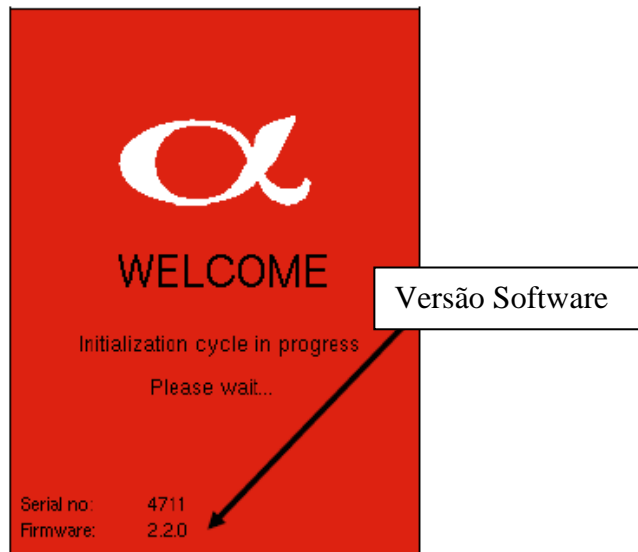 WELCOME
Versão Software
Initialization cycle in progress
Please wait...
Serial no: 4711
Firmware: 2.2.0